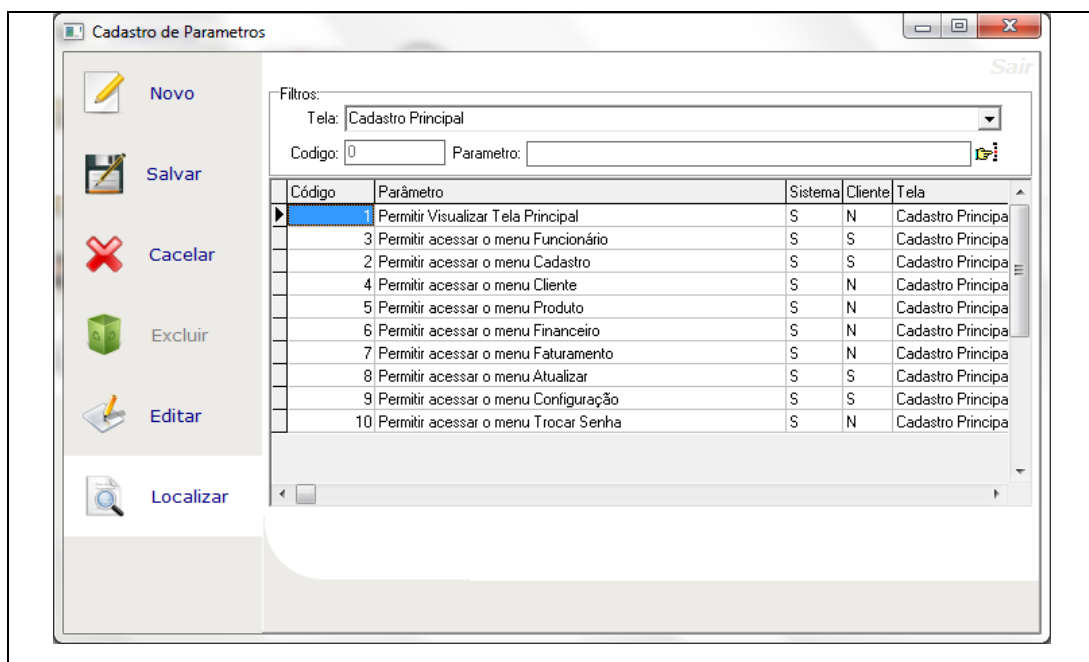 Cadastro de Parametros
Sair
Novo
Salvar
Cacelar
Excluir
Editar
Localizar
Filtros:
Tela: Cadastro Principal
Codigo: 0 Parametro:
Código Parâmetro Sistema Cliente Tela
1 Permitir Visualizar Tela Principal S N Cadastro Principa
3 Permitir acessar o menu Funcionário S S Cadastro Principa
2 Permitir acessar o menu Cadastro S S Cadastro Principa
4 Permitir acessar o menu Cliente S N Cadastro Principa
5 Permitir acessar o menu Produto S N Cadastro Principa
6 Permitir acessar o menu Financeiro S N Cadastro Principa
7 Permitir acessar o menu Faturamento S N Cadastro Principa
8 Permitir acessar o menu Atualizar S S Cadastro Principa
9 Permitir acessar o menu Configuração S S Cadastro Principa
10 Permitir acessar o menu Trocar Senha S N Cadastro Principa